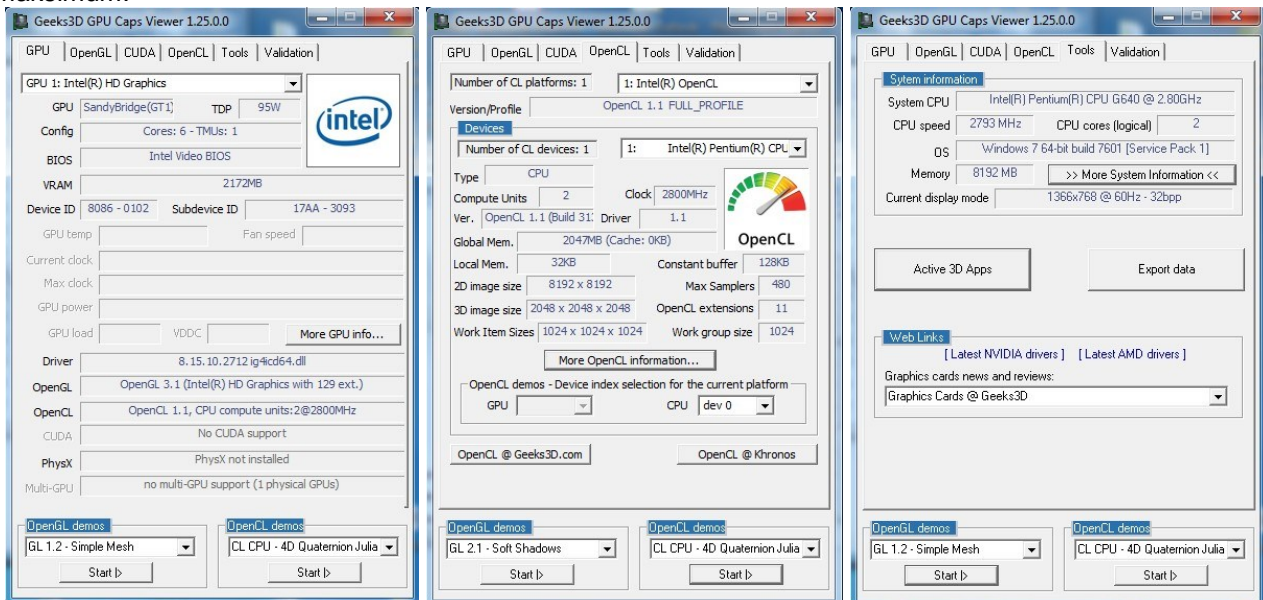 maksimum.
Geeks3D GPU Caps Viewer 1.25.0.0
GPU OpenGL CUDA OpenCL Tools Validation
GPU 1: Intel(R) HD Graphics
GPU SandyBridge(GT1) TDP 95W
intel
Config Cores: 6 - TMUs: 1
BIOS Intel Video BIOS
VRAM 2172MB
Device ID 8086 - 0102 Subdevice ID 17AA - 3093
GPU temp Fan speed
Current clock
Max clock
GPU power
GPU load VDDC More GPU info...
Driver 8.15.10.2712 ig4icd64.dll
OpenGL OpenGL 3.1 (Intel(R) HD Graphics with 129 ext.)
OpenCL OpenCL 1.1, CPU compute units:2@2800MHz
CUDA No CUDA support
PhysX PhysX not installed
Multi-GPU no multi-GPU support (1 physical GPUs)
OpenGL demos OpenCL demos
GL 1.2 - Simple Mesh CL CPU - 4D Quaternion Julia
Start Start
Geeks3D GPU Caps Viewer 1.25.0.0
GPU OpenGL CUDA OpenCL Tools Validation
Number of CL platforms: 1 1: Intel(R) OpenCL
Version/Profile OpenCL 1.1 FULL_PROFILE
Devices
Number of CL devices: 1 1: Intel(R) Pentium(R) CPU
Type CPU
Compute Units 2 Clock 2800MHz
Ver. OpenCL 1.1 (Build 31: Driver 1.1
Global Mem. 2047MB (Cache: 0KB) OpenCL
Local Mem. 32KB Constant buffer 128KB
2D image size 8192 x 8192 Max Samplers 480
3D image size 2048 x 2048 x 2048 OpenCL extensions 11
Work Item Sizes 1024 x 1024 x 1024 Work group size 1024
More OpenCL information...
OpenCL demos - Device index selection for the current platform
GPU CPU dev 0
OpenCL @ Geeks3D.com OpenCL @ Khronos
OpenGL demos OpenCL demos
GL 2.1 - Soft Shadows CL CPU - 4D Quaternion Julia
Start Start
Geeks3D GPU Caps Viewer 1.25.0.0
GPU OpenGL CUDA OpenCL Tools Validation
Sytem information
System CPU Intel(R) Pentium(R) CPU G640 @ 2.80GHz
CPU speed 2793 MHz CPU cores (logical) 2
OS Windows 7 64-bit build 7601 [Service Pack 1]
Memory 8192 MB >> More System Information <<
Current display mode 1366x768 @ 60Hz - 32bpp
Active 3D Apps Export data
Web Links
[ Latest NVIDIA drivers ] [ Latest AMD drivers ]
Graphics cards news and reviews:
Graphics Cards @ Geeks3D
OpenGL demos OpenCL demos
GL 1.2 - Simple Mesh CL CPU - 4D Quaternion Julia
Start Start